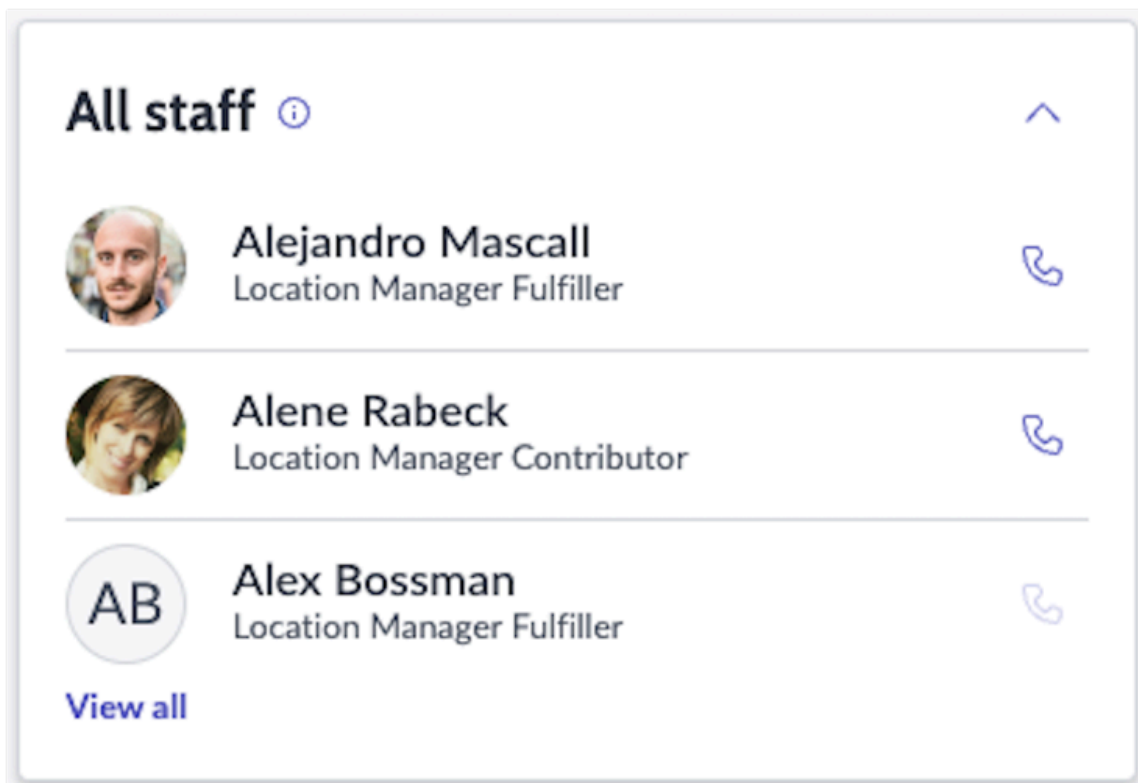 All staff
Alejandro Mascall
Location Manager Fulfiller
Alene Rabeck
Location Manager Contributor
AB
Alex Bossman
Location Manager Fulfiller
View all